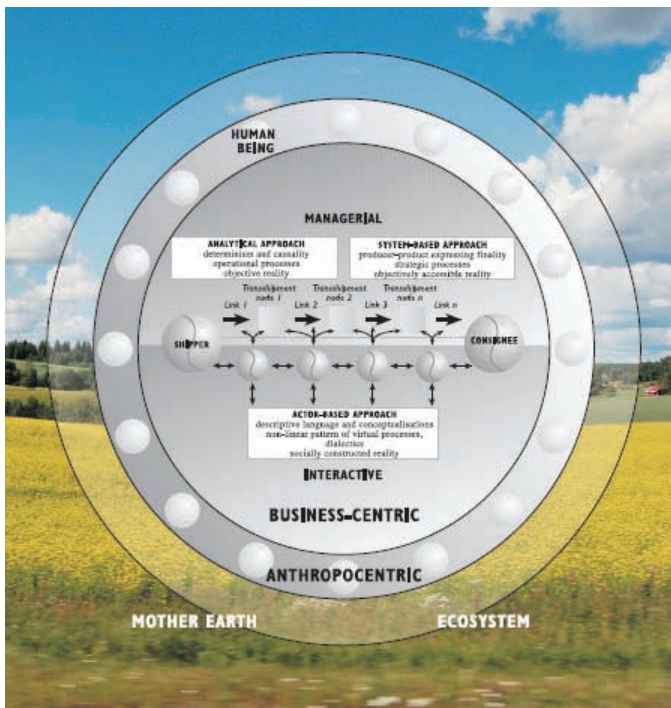 HUMAN
BEING
MANAGERIAL
ANALYTICAL APPROACH
determinism and causality
operational processes
objective reality
SYSTEM-BASED APPROACH
producer-product expressing finality
strategic processes
objectively accessible reality
Transhipment
node 1
Transhipment
node 2
Transhipment
node n
Link 1
Link 2
Link 3
Link n
SHIPPER
CONSIGNEE
ACTOR-BASED APPROACH
descriptive language and conceptualisations
non-linear pattern of virtual processes,
dialectics
socially constructed reality
INTERACTIVE
BUSINESS-CENTRIC
ANTHROPOCENTRIC
MOTHER EARTH
ECOSYSTEM